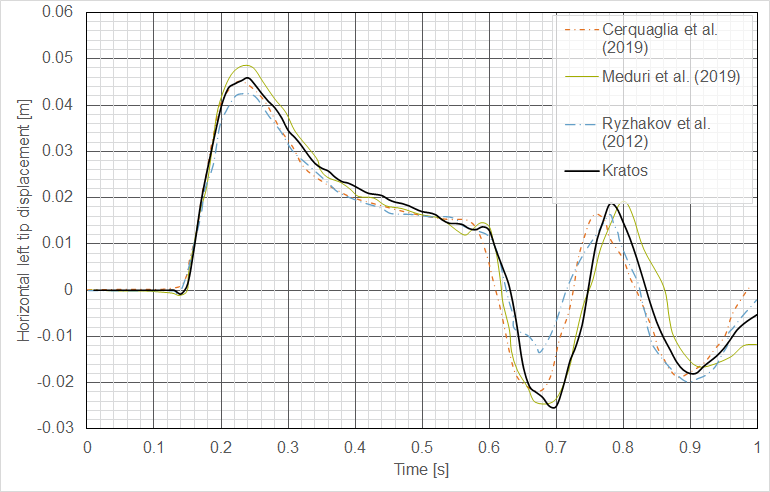 0.06
0.05
0.04
0.03
0.02
0.01
0
-0.01
-0.02
-0.03
Horizontal left tip displacement [m]
Cerquaglia et al.
(2019)
Meduri et al. (2019)
Ryzhakov et al.
(2012)
Kratos
0 0.1 0.2 0.3 0.4 0.5 0.6 0.7 0.8 0.9 1
Time [s]